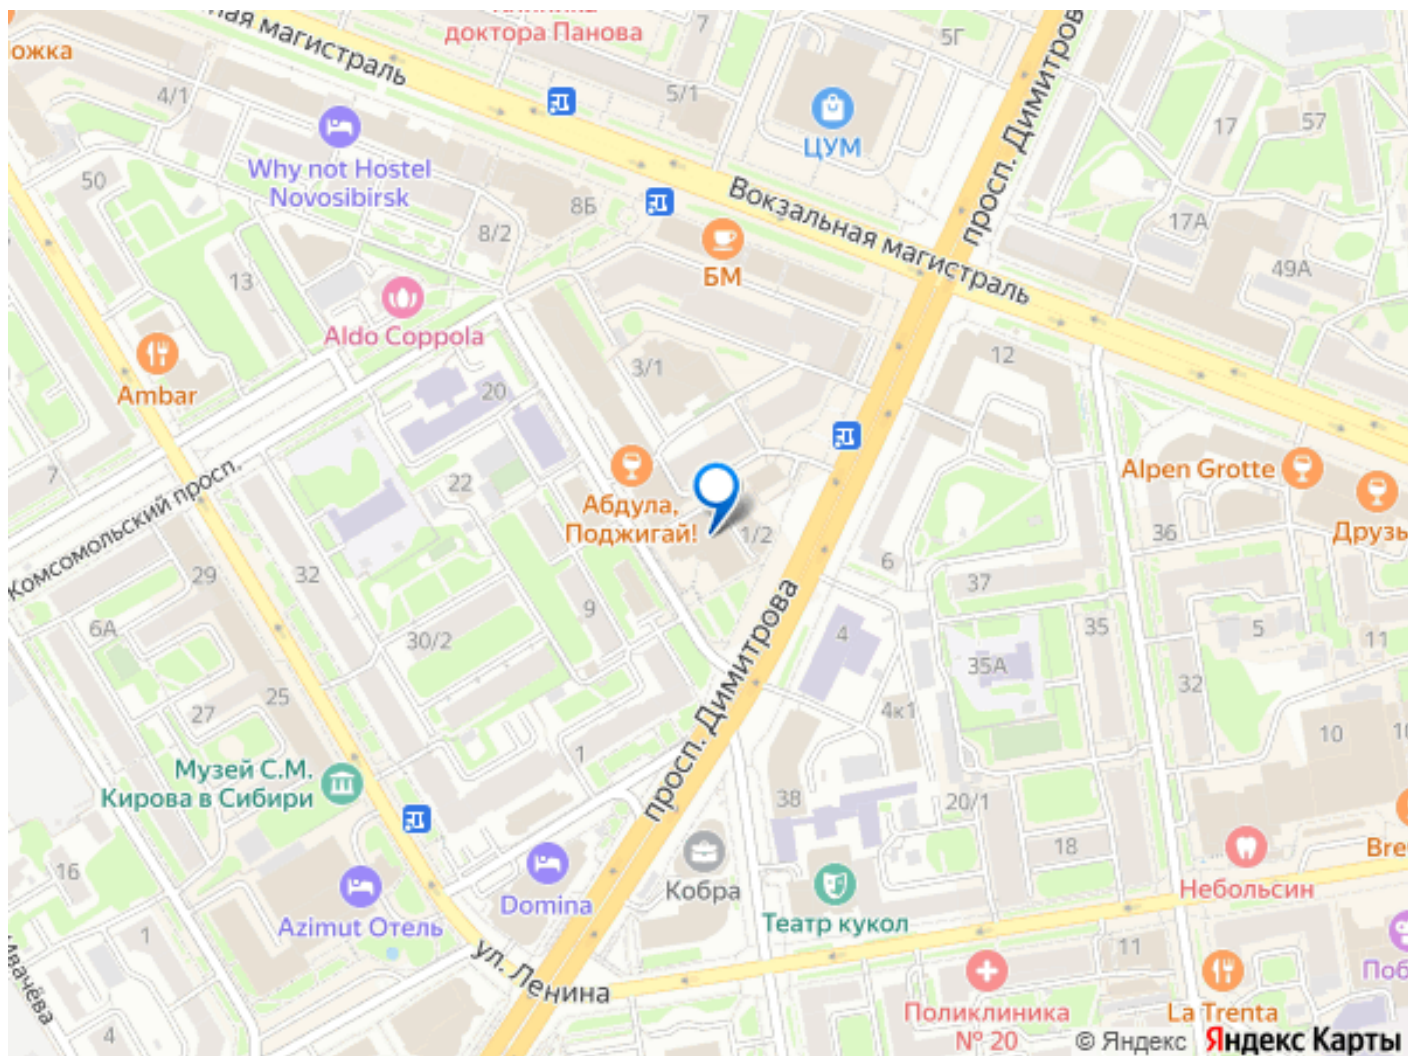 доктора Панова
7
5Г
ложка
магистраль
4/1
5/1
ЦУМ
просп. Димитрова
17
57
Why not Hostel
Novosibirsk
50
8Б
Вокзальная магистраль
17А
8/2
БМ
49А
13
Aldo Coppola
12
3/1
Ambar
20
Комсомольский просп.
7
22
Абдула,
Поджигай!
1/2
Alpen Grotte
Друзь
36
6
29
32
9
37
6А
30/2
просп. Димитрова
4
35
5
11
35А
32
27
25
4к1
10
10
1
Музей С.М.
Кирова в Сибири
38
20/1
18
Bre
16
Кобра
Небольсин
Domina
Театр кукол
Azimut Отель
1
ул. Ленина
11
Поб
Ивачёва
4
Поликлиника
№ 20
La Trenta
© Яндекс Яндекс Карты